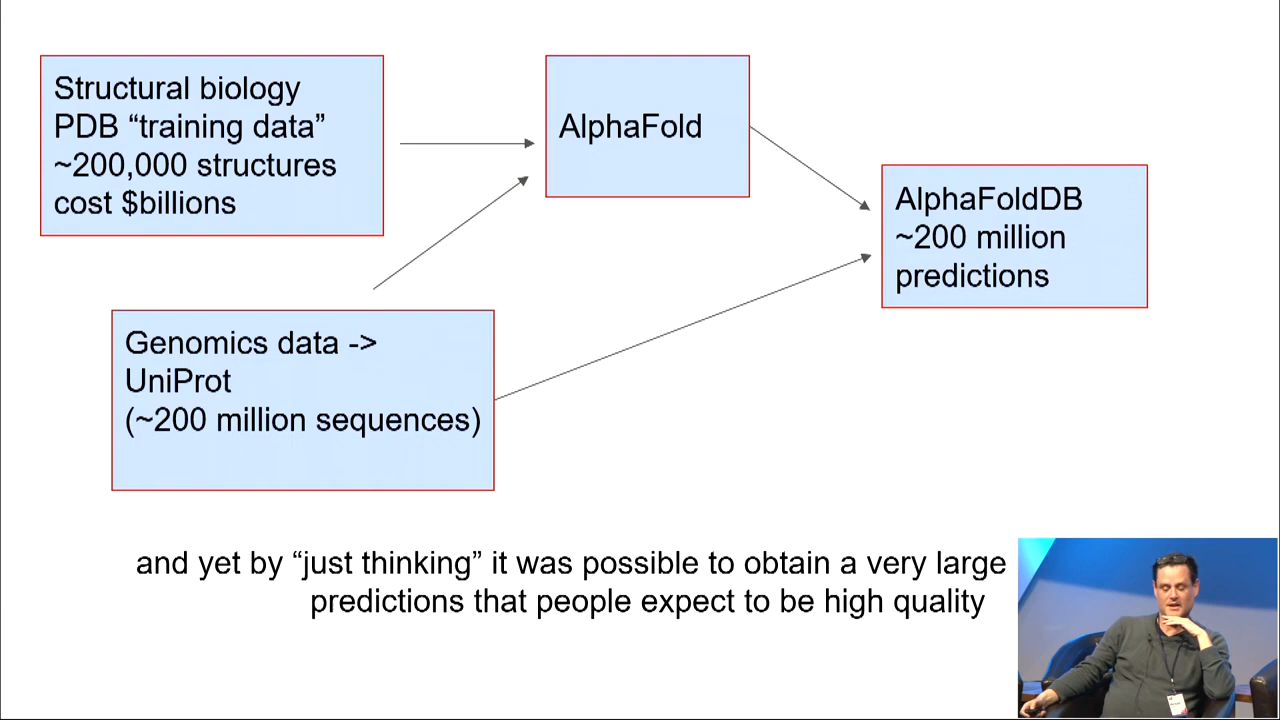 Structural biology
PDB “training data”
~200,000 structures
cost $billions
AlphaFold
AlphaFoldDB
~200 million
predictions
Genomics data ->
UniProt
(~200 million sequences)
and yet by “just thinking” it was possible to obtain a very large
predictions that people expect to be high quality